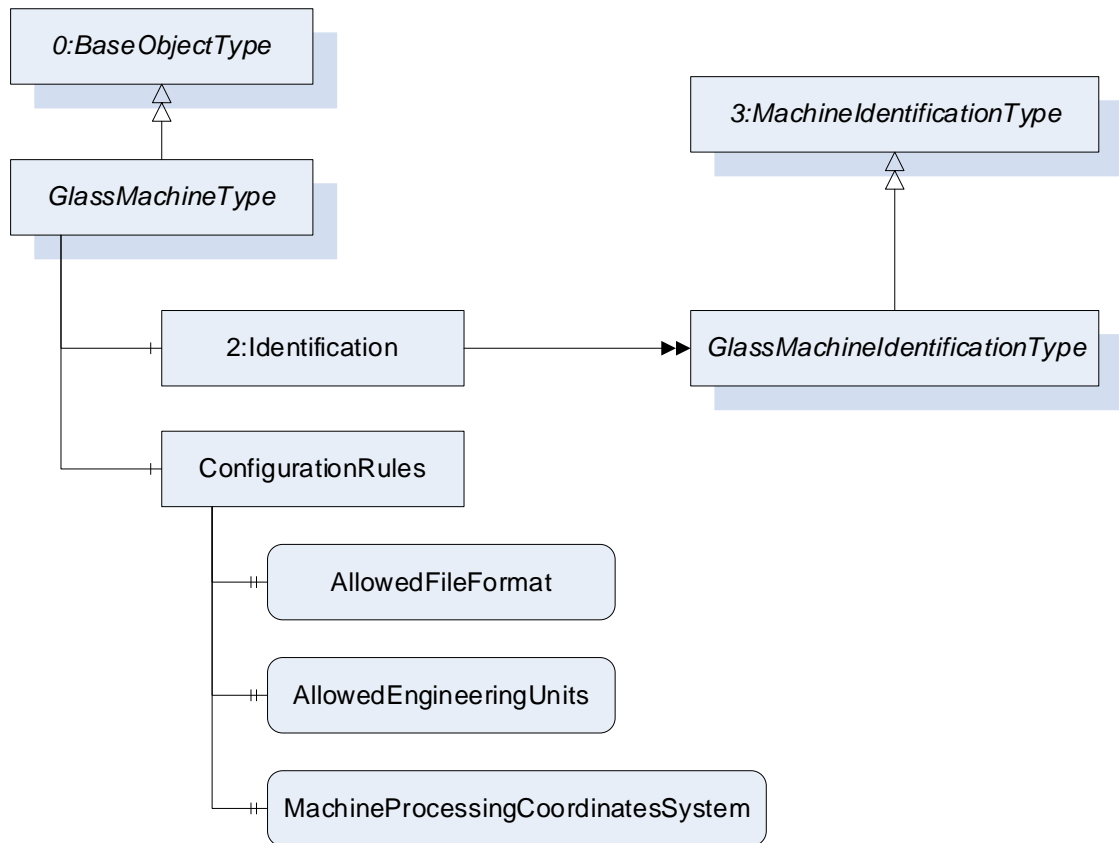 0:BaseObjectType
3:MachineIdentificationType
GlassMachineType
2:Identification
GlassMachineIdentificationType
ConfigurationRules
AllowedFileFormat
AllowedEngineeringUnits
MachineProcessingCoordinatesSystem